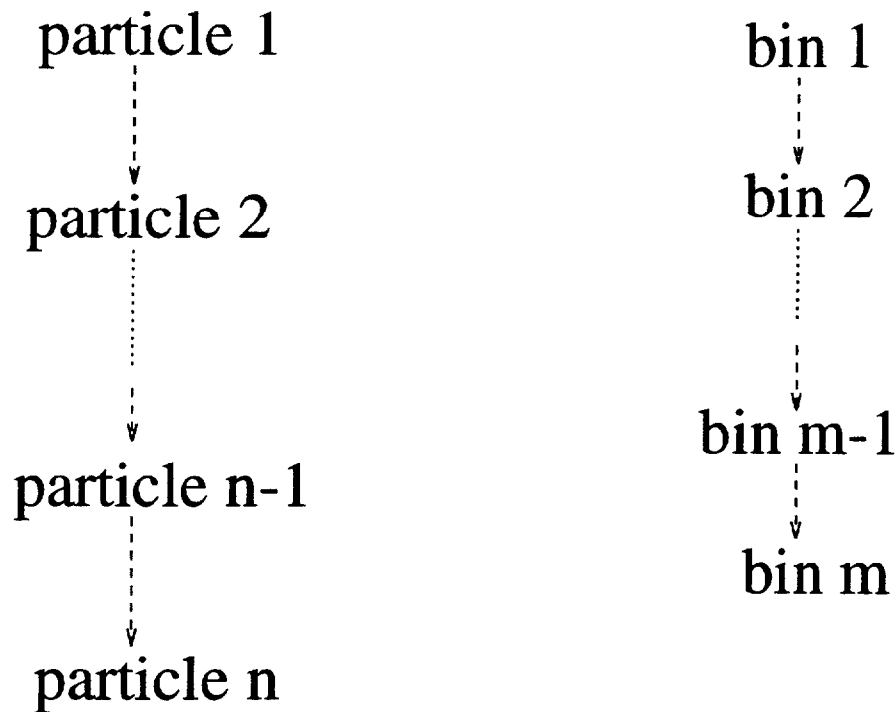 particle 1
particle 2
particle n-1
particle n
bin 1
bin 2
bin m-1
bin m